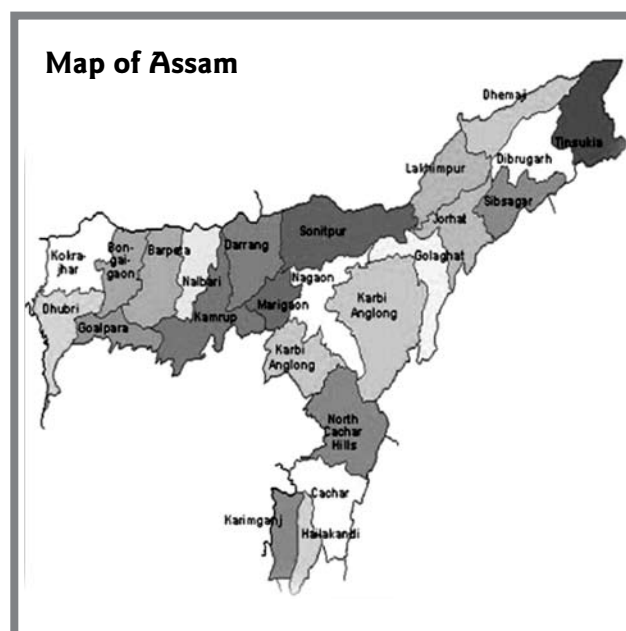 Map of Assam
Dhemaji
Tinsukia
Dibrugarh
Lakhimpur
Sibsagar
Jorhat
Sonitpur
Darrang
Golaghat
Barpeta
Bon-
gai-
gaon
Kokra-
jhar
Nagaon
Nalbari
Marigaon
Karbi
Anglong
Dhubri
Kamrup
Goalpara
Karbi
Anglong
North
Cachar
Hills
Cachar
Karimganj
Hailakandi